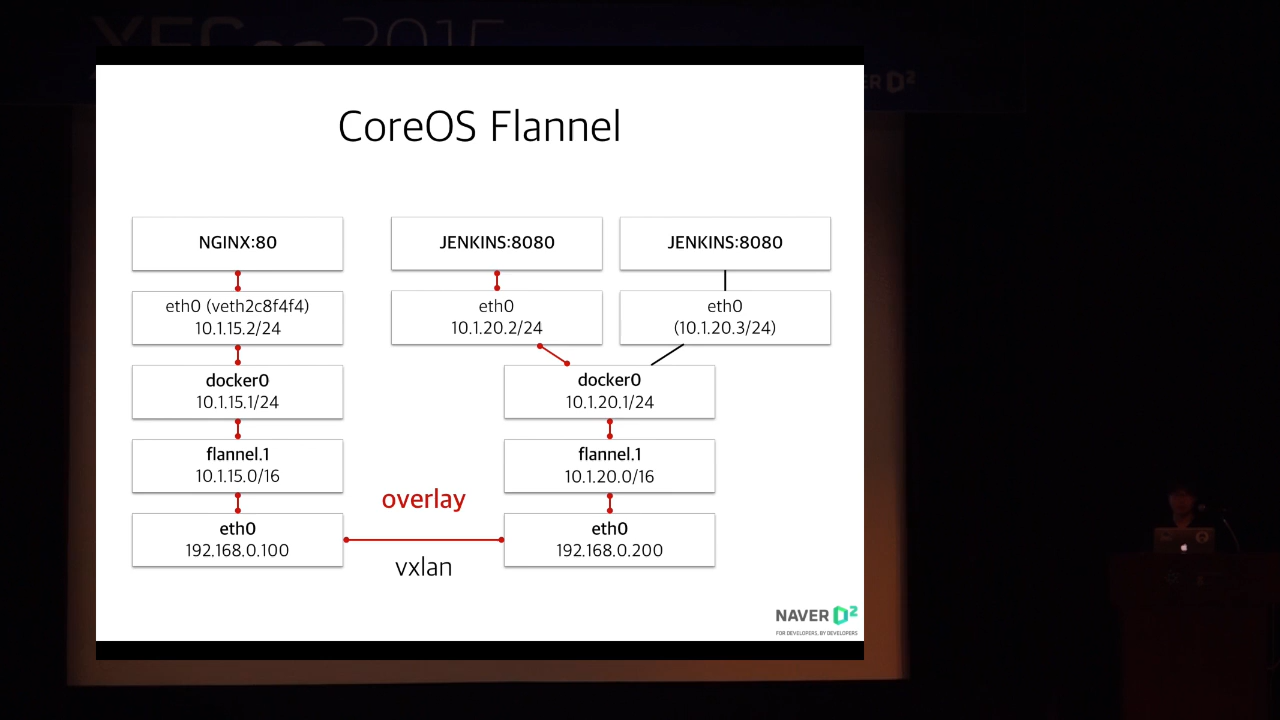 2015
CoreOS Flannel
NGINX:80
JENKINS:8080
JENKINS:8080
eth0 (veth2c8f4f4)
10.1.15.2/24
eth0
10.1.20.2/24
eth0
(10.1.20.3/24)
docker0
10.1.15.1/24
docker0
10.1.20.1/24
flannel.1
10.1.15.0/16
flannel.1
10.1.20.0/16
overlay
eth0
192.168.0.100
eth0
192.168.0.200
vxlan
NAVER D2
FOR DEVELOPERS, BY DEVELOPERS